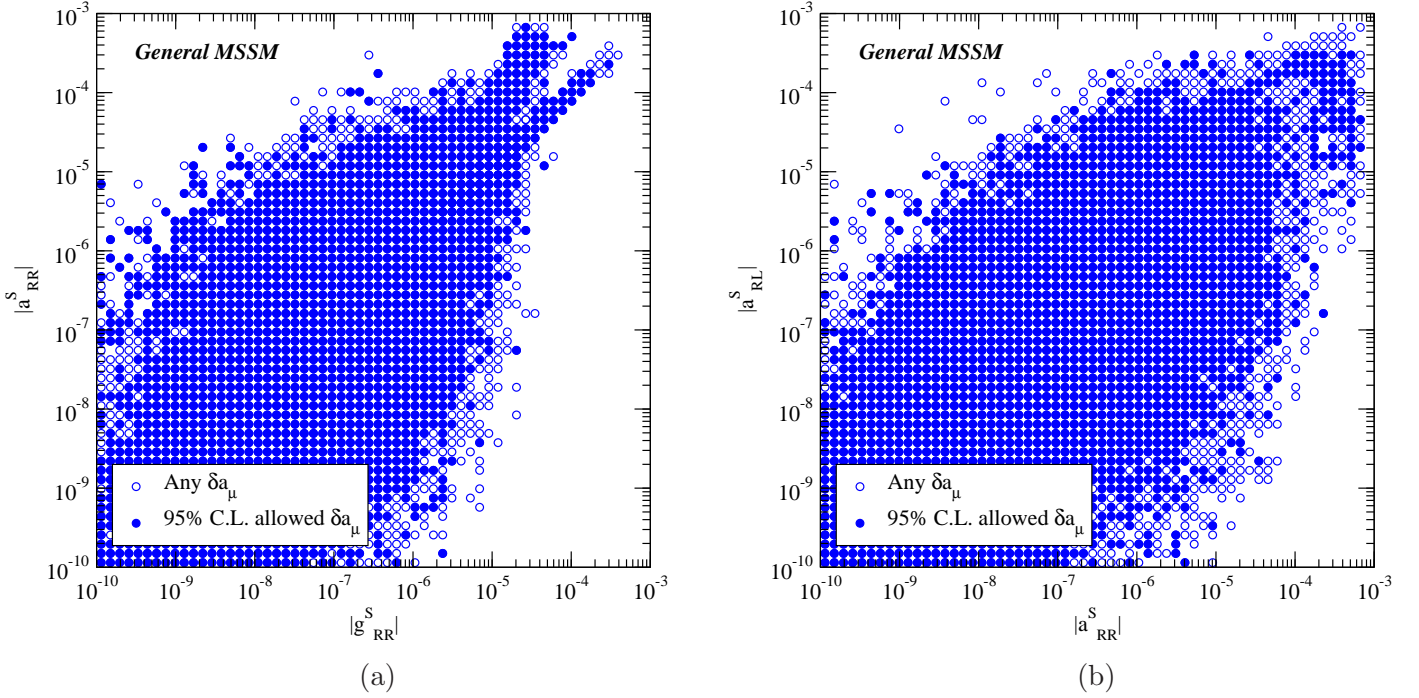 General MSSM
10⁻³
10⁻⁴
10⁻⁵
10⁻⁶
10⁻⁷
10⁻⁸
10⁻⁹
10⁻¹⁰
|aˢ_RR|
Any δa_μ
95% C.L. allowed δa_μ
10⁻¹⁰ 10⁻⁹ 10⁻⁸ 10⁻⁷ 10⁻⁶ 10⁻⁵ 10⁻⁴ 10⁻³
|gˢ_RR|
(a)
General MSSM
10⁻³
10⁻⁴
10⁻⁵
10⁻⁶
10⁻⁷
10⁻⁸
10⁻⁹
10⁻¹⁰
|aˢ_RL|
Any δa_μ
95% C.L. allowed δa_μ
10⁻¹⁰ 10⁻⁹ 10⁻⁸ 10⁻⁷ 10⁻⁶ 10⁻⁵ 10⁻⁴ 10⁻³
|aˢ_RR|
(b)